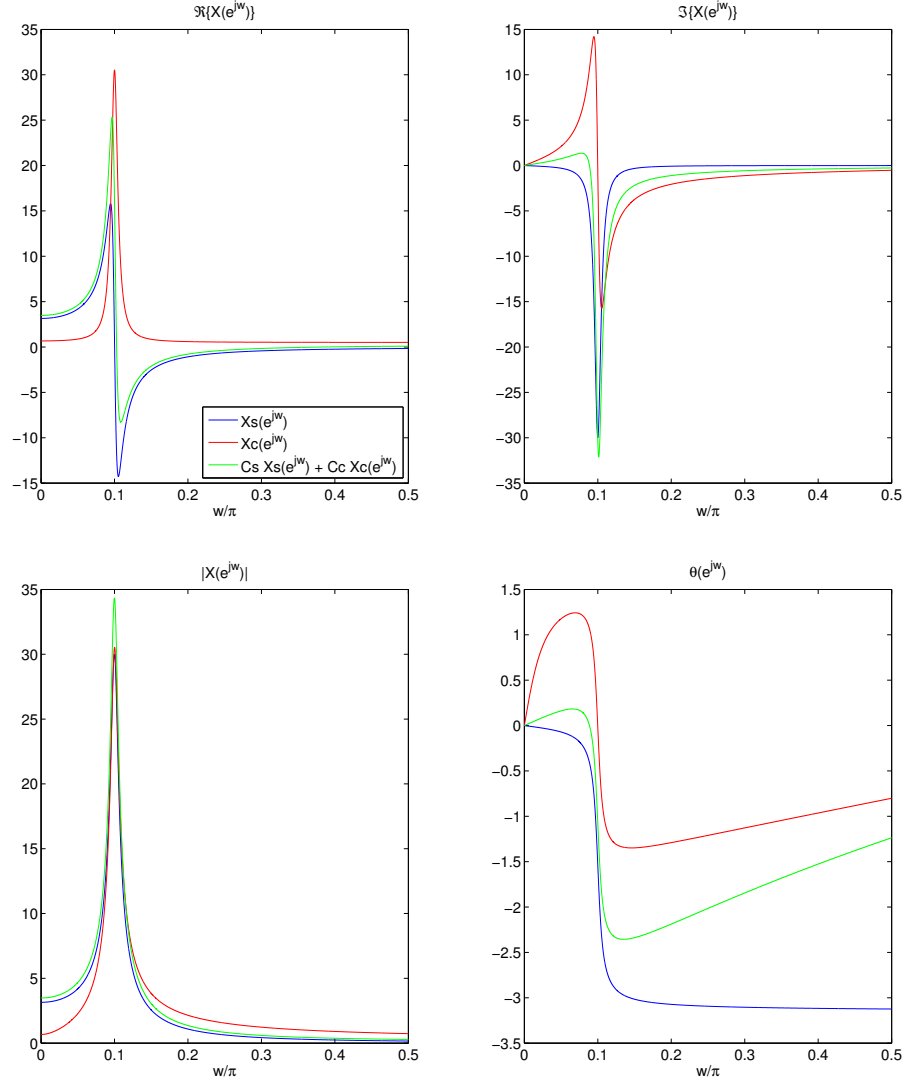 ℜ{X(e^jw)}
35
30
25
20
15
10
5
0
−5
−10
−15
0 0.1 0.2 0.3 0.4 0.5
w/π
Xs(e^jw)
Xc(e^jw)
Cs Xs(e^jw) + Cc Xc(e^jw)
ℑ{X(e^jw)}
15
10
5
0
−5
−10
−15
−20
−25
−30
−35
0 0.1 0.2 0.3 0.4 0.5
w/π
|X(e^jw)|
35
30
25
20
15
10
5
0
0 0.1 0.2 0.3 0.4 0.5
w/π
θ(e^jw)
1.5
1
0.5
0
−0.5
−1
−1.5
−2
−2.5
−3
−3.5
0 0.1 0.2 0.3 0.4 0.5
w/π